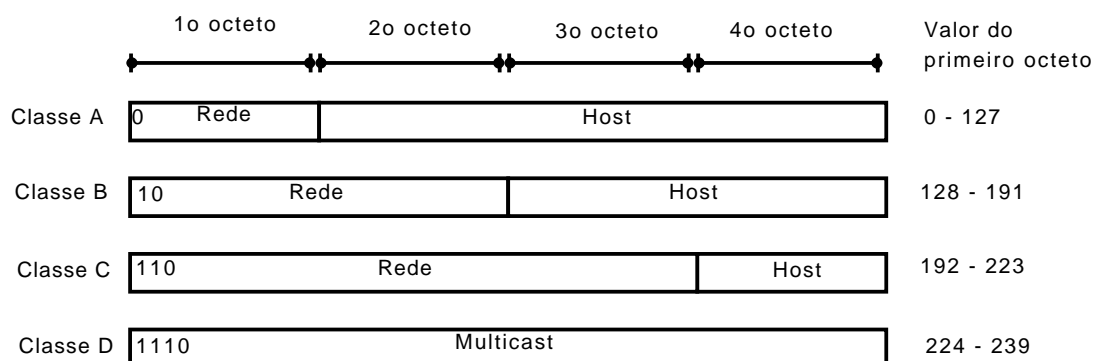 1o octeto 2o octeto 3o octeto 4o octeto Valor do
primeiro octeto
Classe A 0 Rede Host 0 - 127
Classe B 10 Rede Host 128 - 191
Classe C 110 Rede Host 192 - 223
Classe D 1110 Multicast 224 - 239